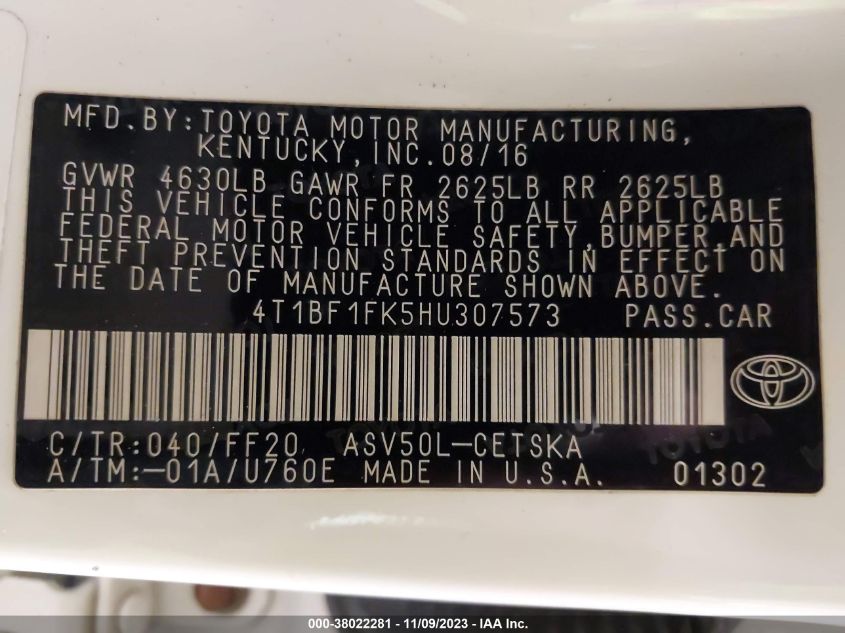 MFD.BY:TOYOTA MOTOR MANUFACTURING,
KENTUCKY,INC.08/16
GVWR 4630LB GAWR FR 2625LB RR 2625LB
THIS VEHICLE CONFORMS TO ALL APPLICABLE
FEDERAL MOTOR VEHICLE SAFETY,BUMPER,AND
THEFT PREVENTION STANDARDS IN EFFECT ON
THE DATE OF MANUFACTURE SHOWN ABOVE.
4T1BF1FK5HU307573 PASS.CAR
C/TR:040/FF20 ASV50L-CETSKA
A/TM:-01A/U760E MADE IN U.S.A. 01302
000-38022281 - 11/09/2023 - IAA Inc.